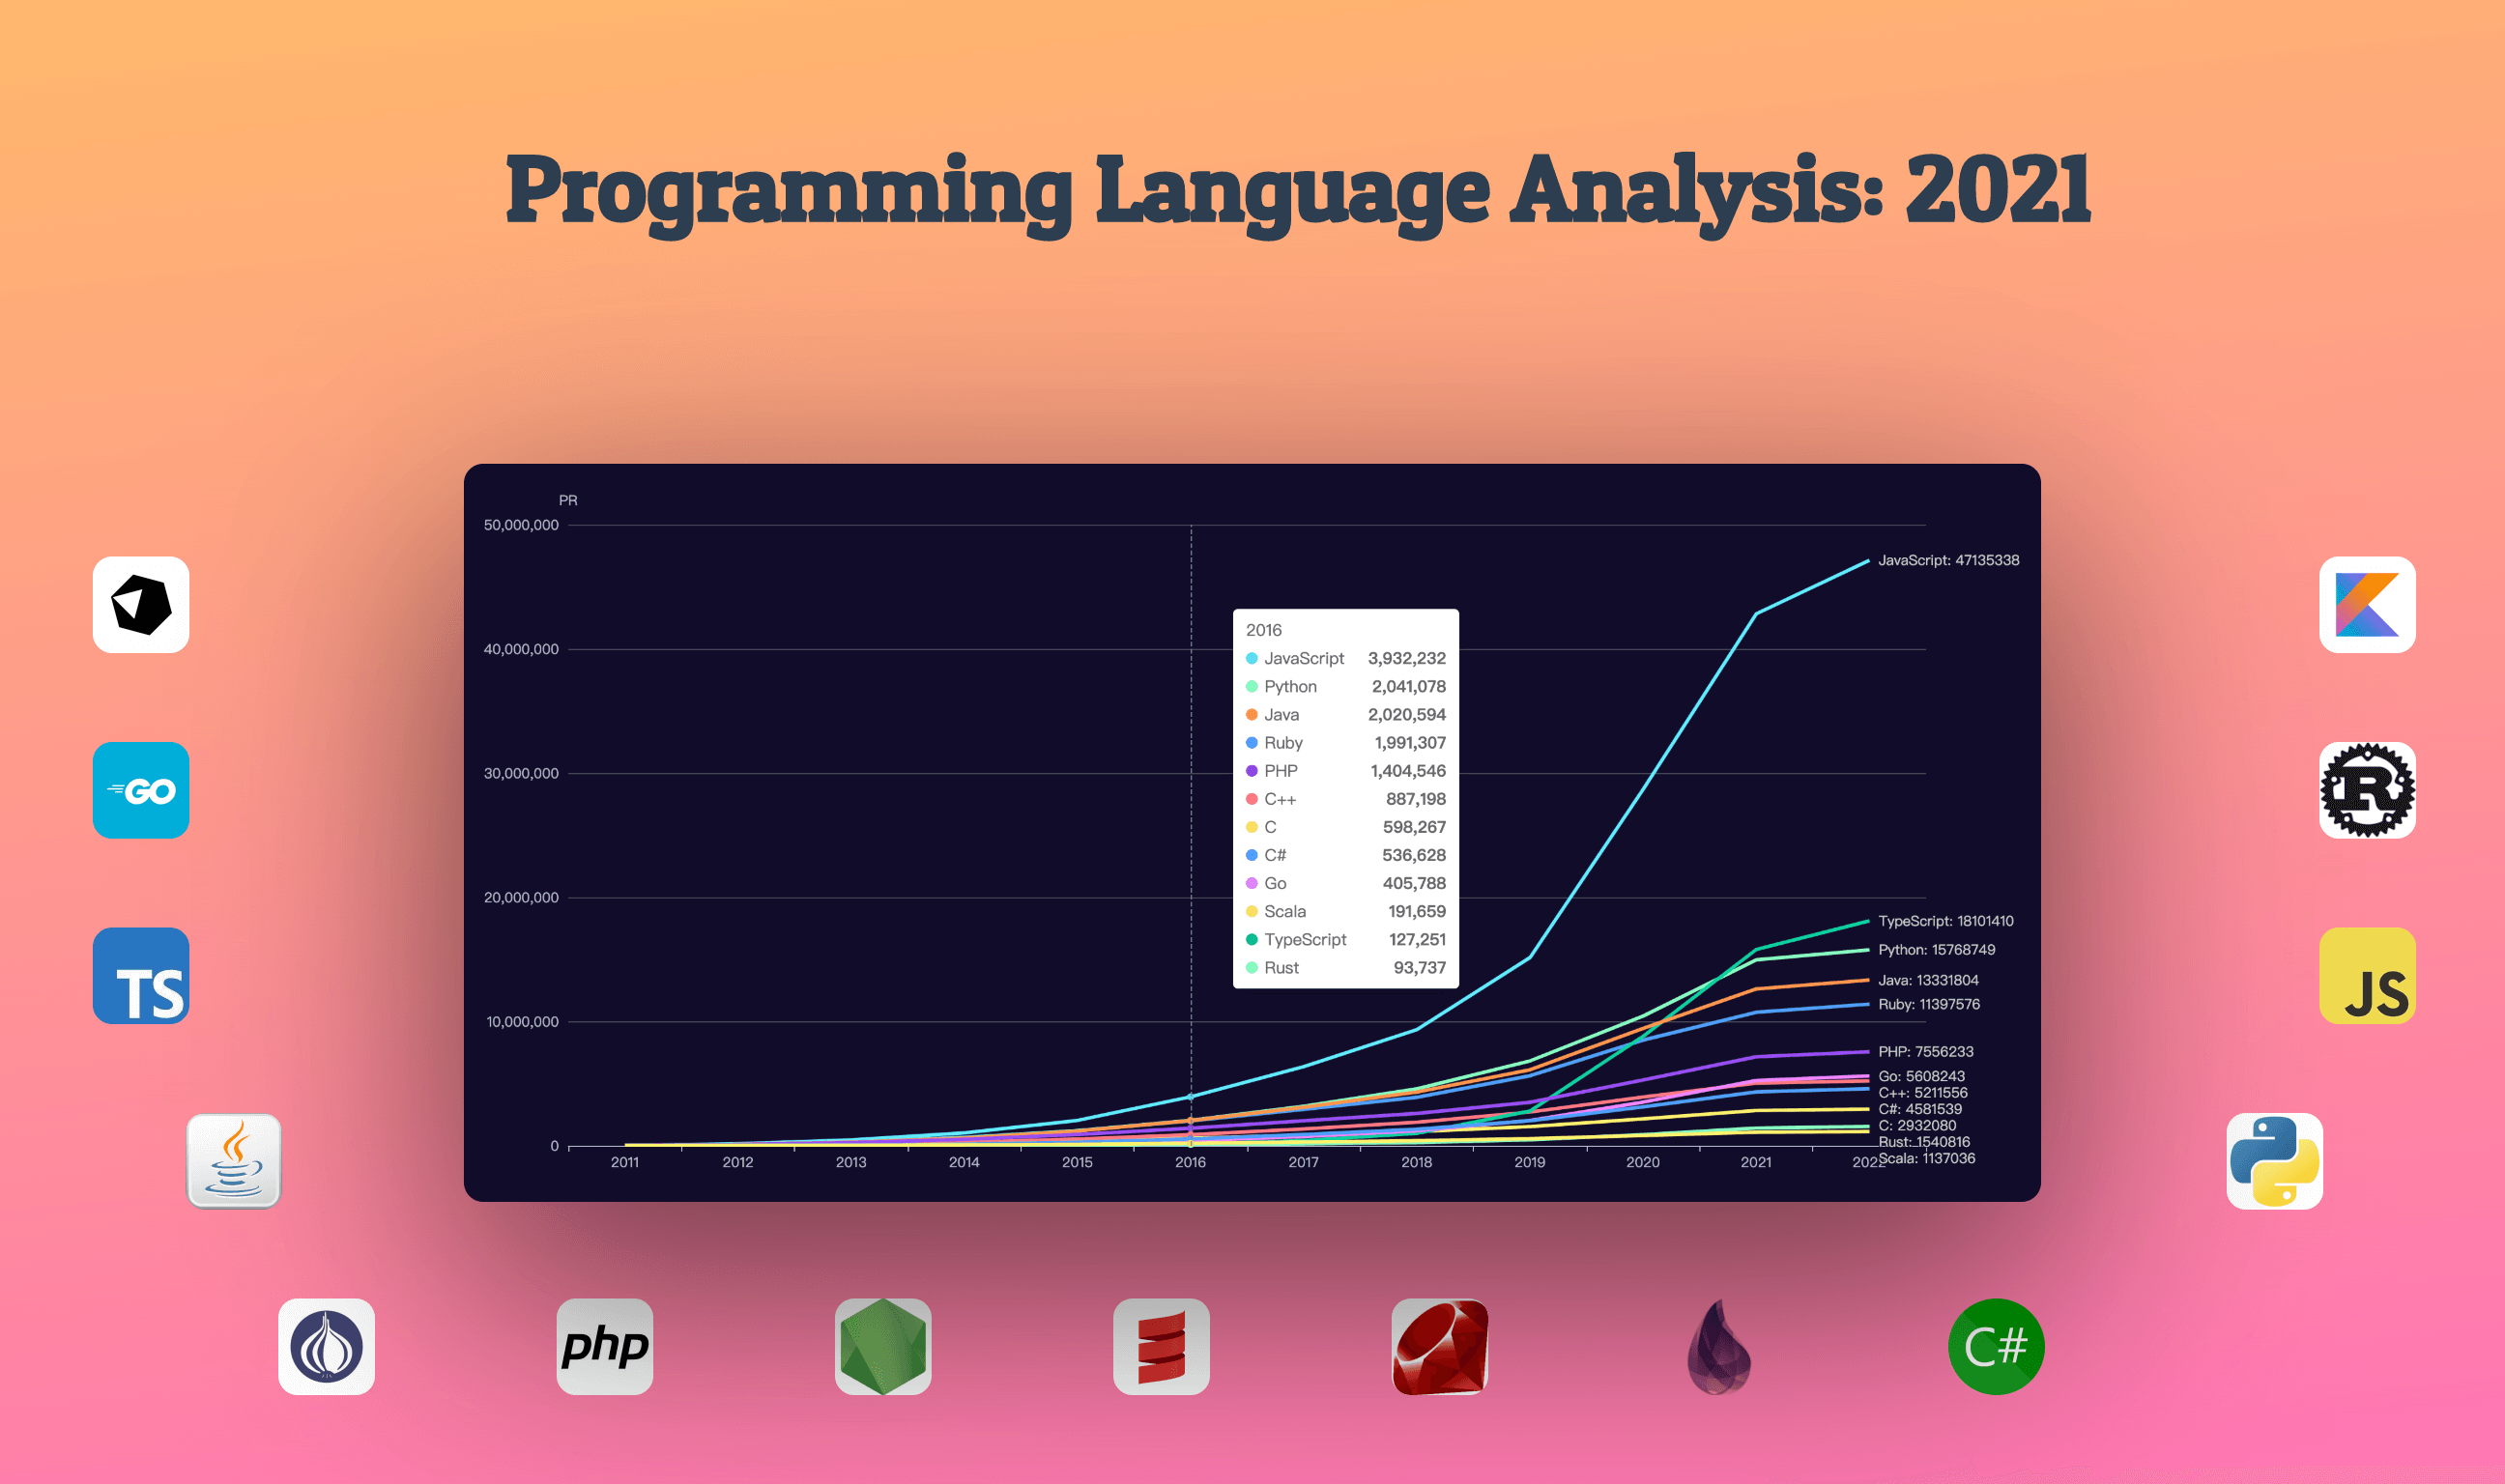 Programming Language Analysis: 2021
PR
50,000,000
40,000,000
30,000,000
20,000,000
10,000,000
0
2011 2012 2013 2014 2015 2016 2017 2018 2019 2020 2021 2022
2016
JavaScript 3,932,232
Python 2,041,078
Java 2,020,594
Ruby 1,991,307
PHP 1,404,546
C++ 887,198
C 598,267
C# 536,628
Go 405,788
Scala 191,659
TypeScript 127,251
Rust 93,737
JavaScript: 47135338
TypeScript: 18101410
Python: 15768749
Java: 13331804
Ruby: 11397576
PHP: 7556233
Go: 5608243
C++: 5211556
C#: 4581539
C: 2932080
Rust: 1540816
Scala: 1137036
GO
TS
R
JS
php
C#